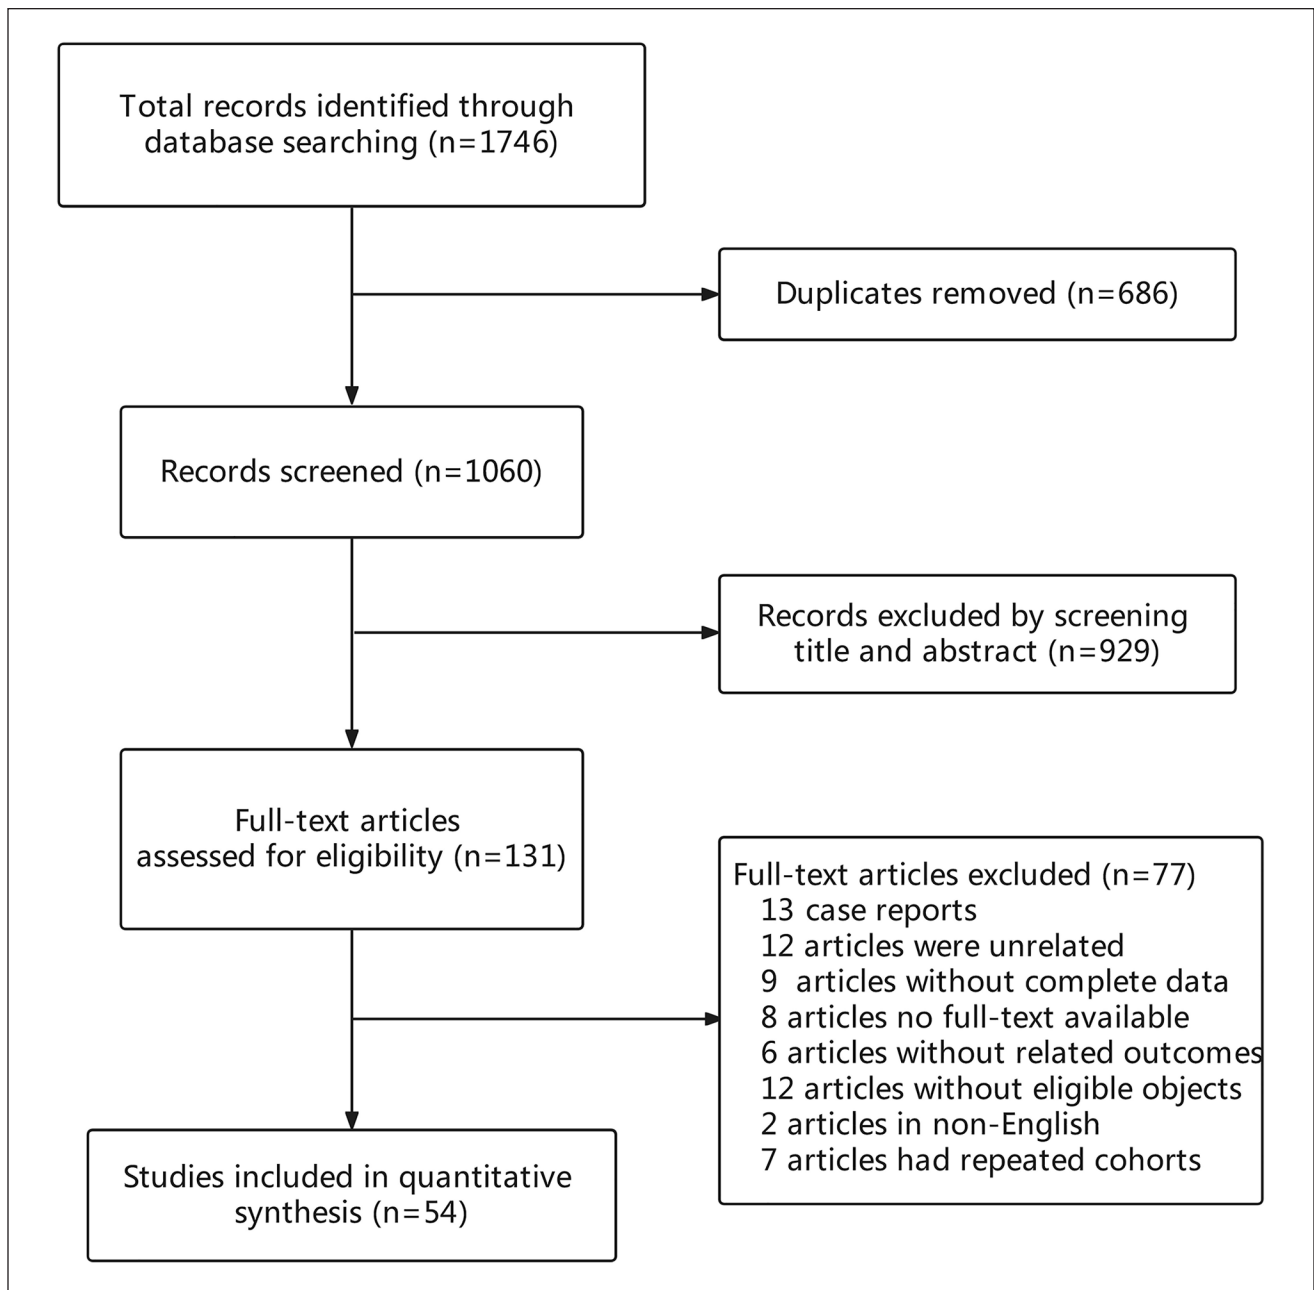 Total records identified through
database searching (n=1746)
Duplicates removed (n=686)
Records screened (n=1060)
Records excluded by screening
title and abstract (n=929)
Full-text articles
assessed for eligibility (n=131)
Full-text articles excluded (n=77)
13 case reports
12 articles were unrelated
9 articles without complete data
8 articles no full-text available
6 articles without related outcomes
12 articles without eligible objects
2 articles in non-English
7 articles had repeated cohorts
Studies included in quantitative
synthesis (n=54)